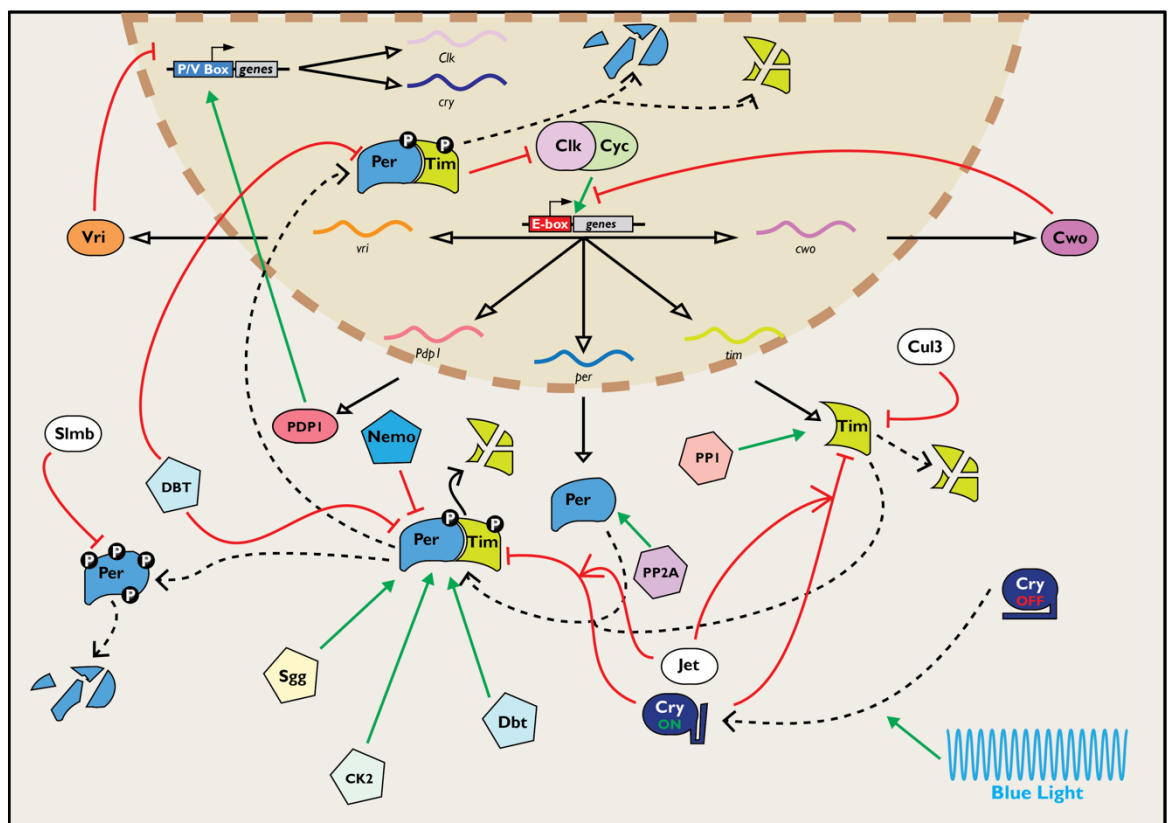 P/V Box genes
Clk
cry
P P
Per Tim
Clk Cyc
E-box genes
Vri
vri
cwo
Cwo
Pdp1
per
tim
Cul3
Slmb
PDP1
Nemo
Tim
PP1
DBT
Per
P P
Per Tim
P P P
Per
P
PP2A
Cry
OFF
Sgg
Jet
Dbt
Cry
ON
CK2
Blue Light